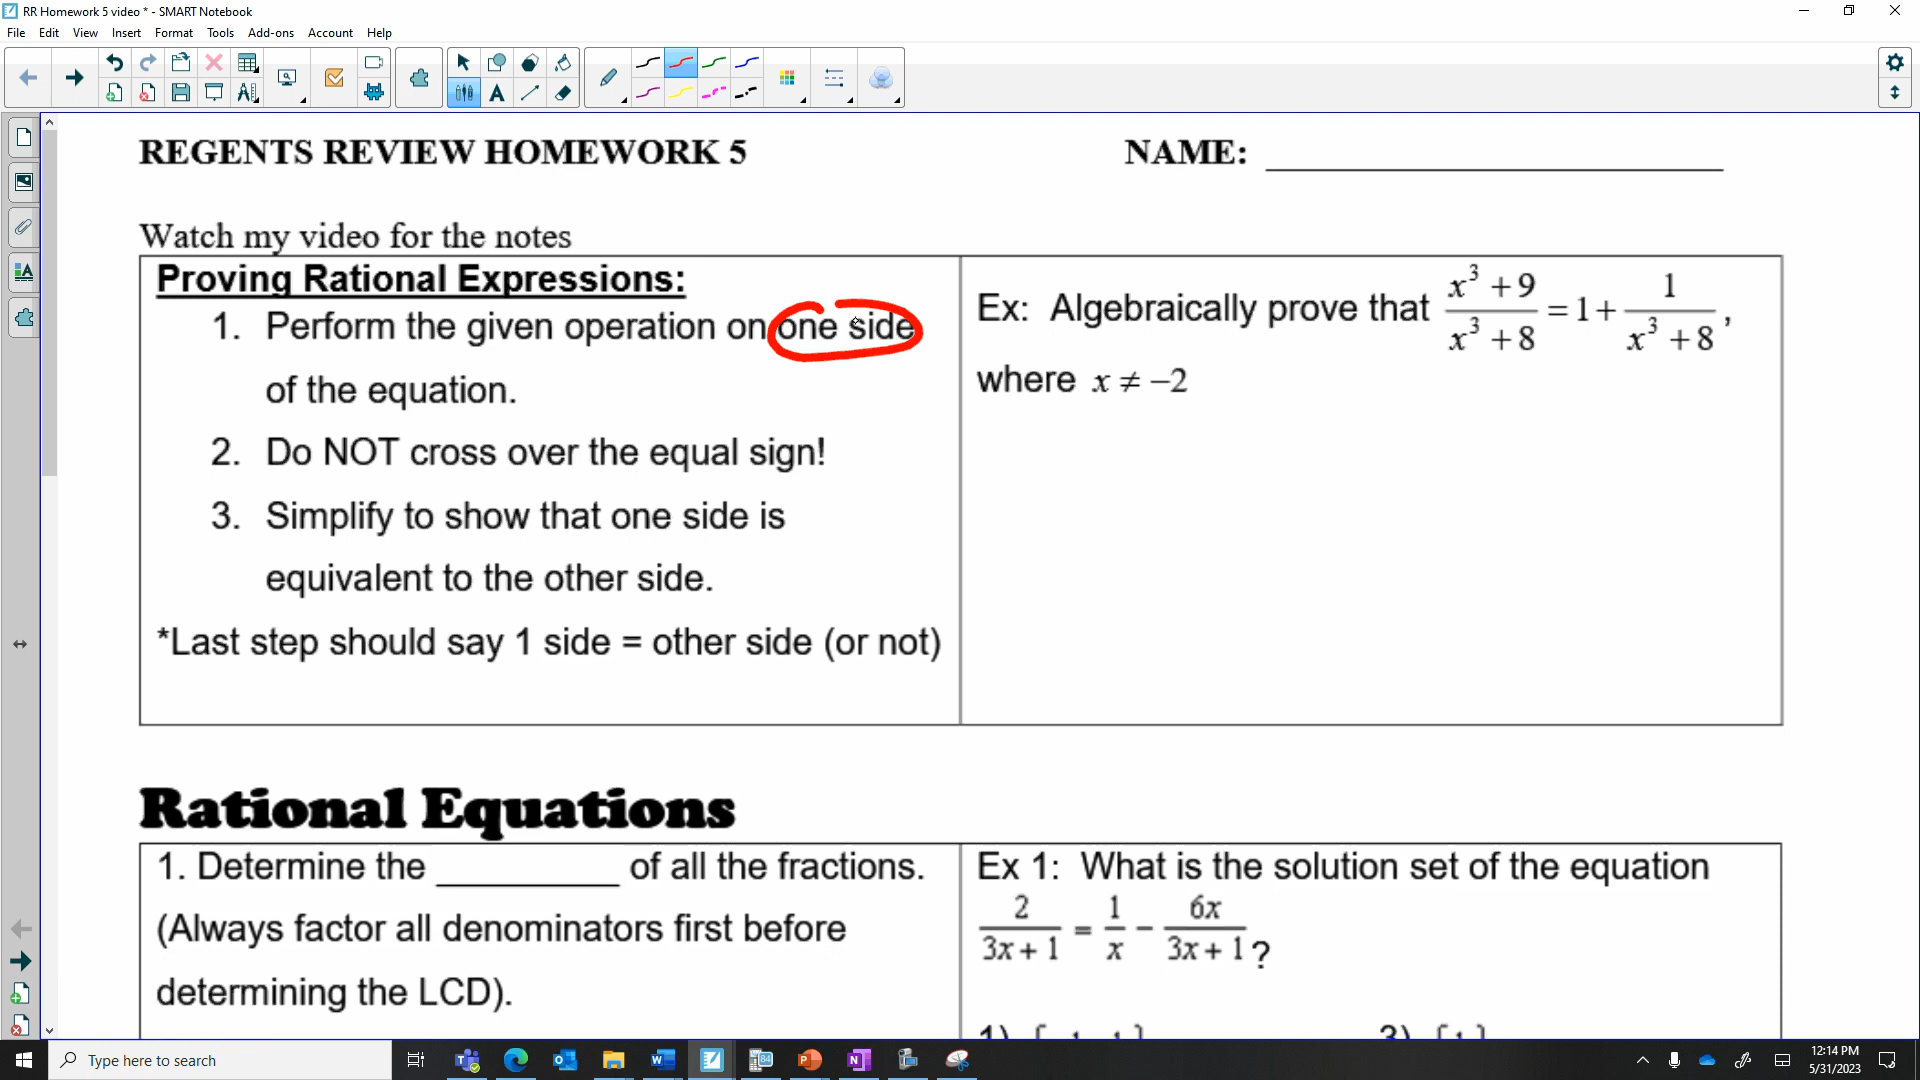 RR Homework 5 video * - SMART Notebook
File Edit View Insert Format Tools Add-ons Account Help
REGENTS REVIEW HOMEWORK 5 NAME: ____________________
Watch my video for the notes
Proving Rational Expressions:
1. Perform the given operation on one side
of the equation.
2. Do NOT cross over the equal sign!
3. Simplify to show that one side is
equivalent to the other side.
*Last step should say 1 side = other side (or not)
Ex: Algebraically prove that (x³ + 9)/(x³ + 8) = 1 + 1/(x³ + 8),
where x ≠ −2
Rational Equations
1. Determine the _________ of all the fractions.
(Always factor all denominators first before
determining the LCD).
Ex 1: What is the solution set of the equation
2/(3x + 1) = 1/x − 6x/(3x + 1)?
Type here to search
12:14 PM
5/31/2023